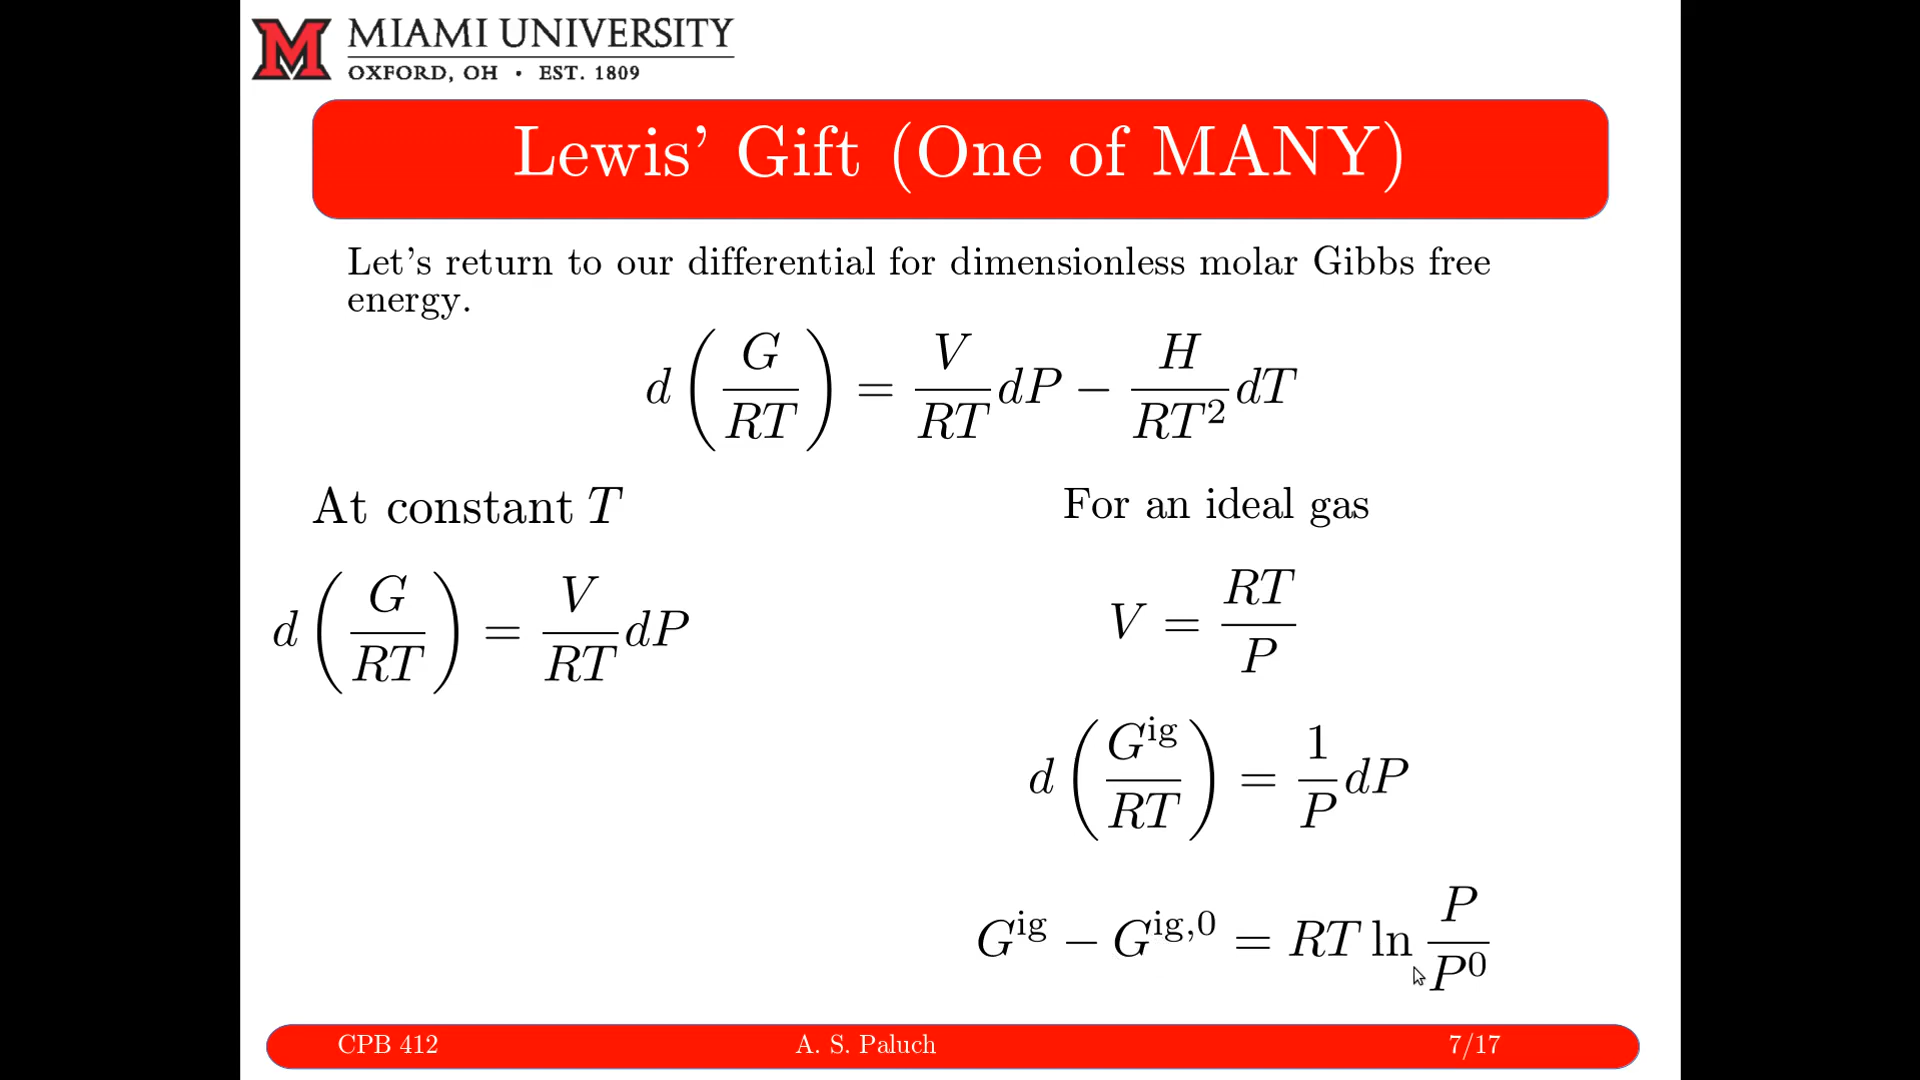 MIAMI UNIVERSITY
OXFORD, OH • EST. 1809
Lewis' Gift (One of MANY)
Let's return to our differential for dimensionless molar Gibbs free
energy.
d(G/RT) = V/RT dP − H/RT² dT
At constant T
d(G/RT) = V/RT dP
For an ideal gas
V = RT/P
d(G^ig/RT) = 1/P dP
G^ig − G^ig,0 = RT ln P/P^0
CPB 412 A. S. Paluch 7/17